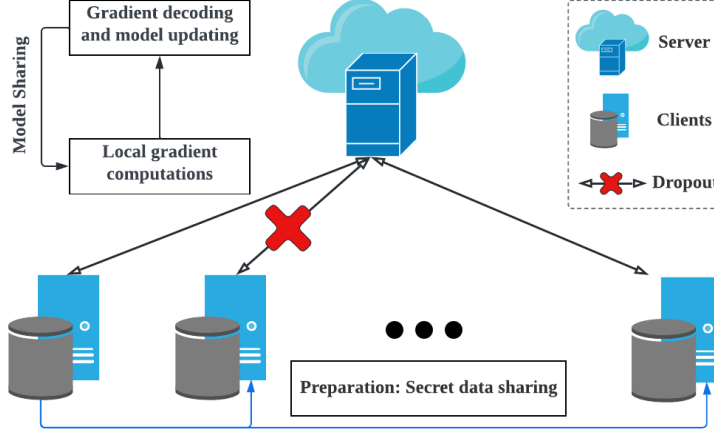 Gradient decoding
and model updating
Model Sharing
Local gradient
computations
Server
Clients
Dropout
Preparation: Secret data sharing